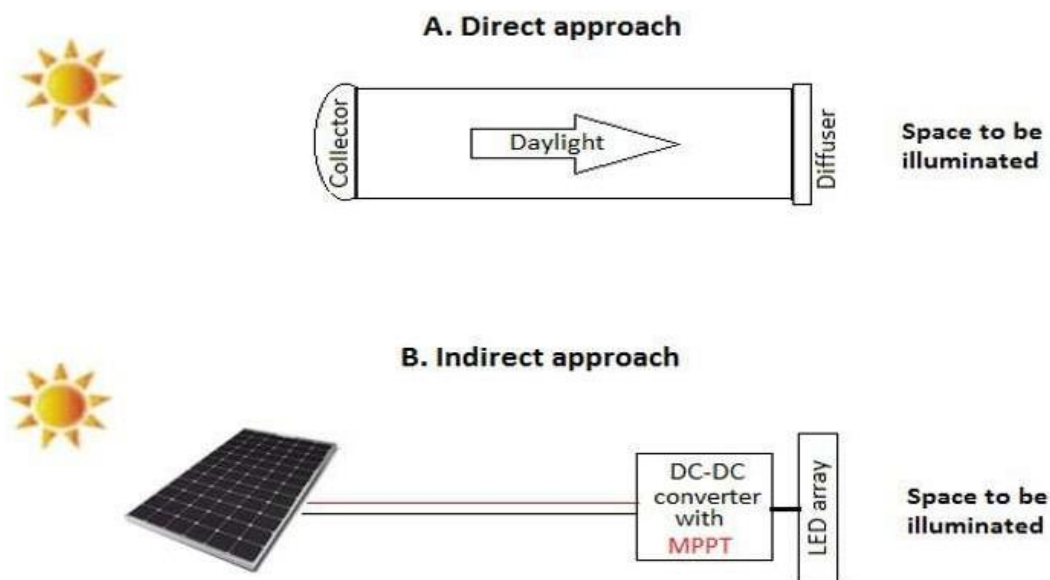 A. Direct approach
Collector
Daylight
Diffuser
Space to be
illuminated
B. Indirect approach
DC-DC
converter
with
MPPT
LED array
Space to be
illuminated